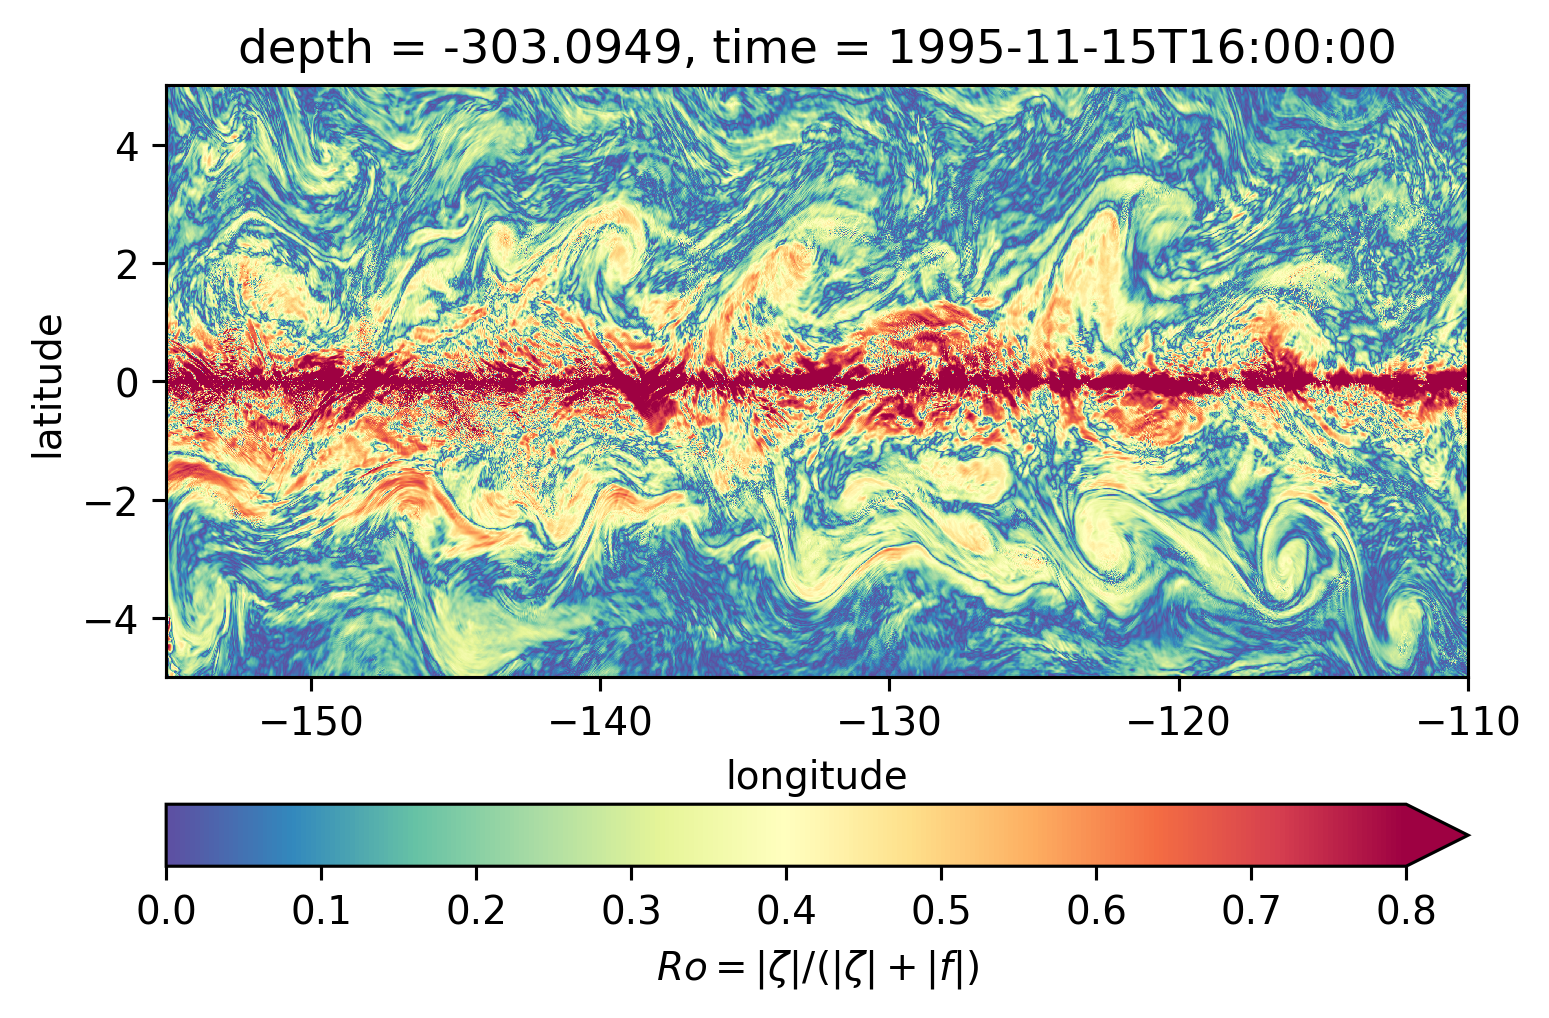 depth = -303.0949, time = 1995-11-15T16:00:00
latitude
4
2
0
−2
−4
−150 −140 −130 −120 −110
longitude
0.0 0.1 0.2 0.3 0.4 0.5 0.6 0.7 0.8
Ro = |ζ|/(|ζ| + |f|)